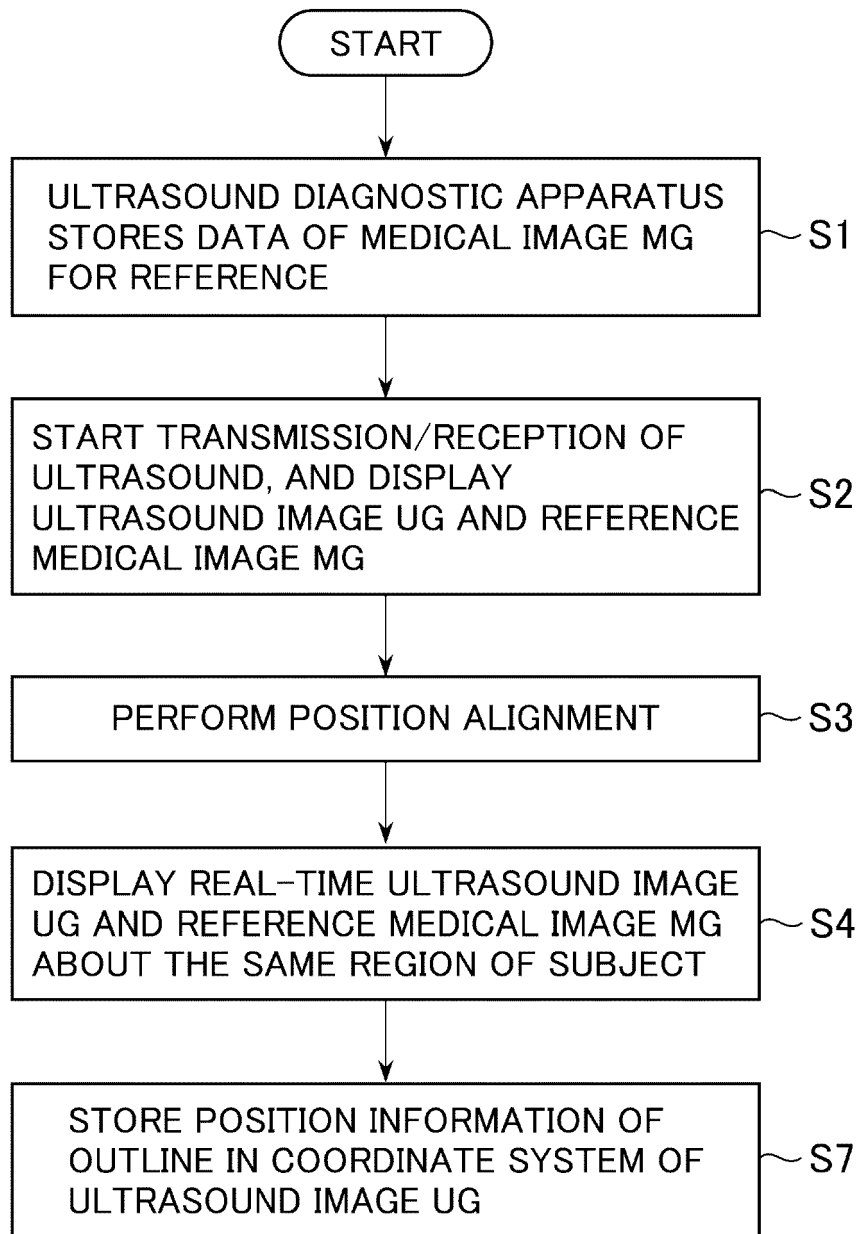 START
ULTRASOUND DIAGNOSTIC APPARATUS
STORES DATA OF MEDICAL IMAGE MG
FOR REFERENCE
S1
START TRANSMISSION/RECEPTION OF
ULTRASOUND, AND DISPLAY
ULTRASOUND IMAGE UG AND REFERENCE
MEDICAL IMAGE MG
S2
PERFORM POSITION ALIGNMENT
S3
DISPLAY REAL-TIME ULTRASOUND IMAGE
UG AND REFERENCE MEDICAL IMAGE MG
ABOUT THE SAME REGION OF SUBJECT
S4
STORE POSITION INFORMATION OF
OUTLINE IN COORDINATE SYSTEM OF
ULTRASOUND IMAGE UG
S7